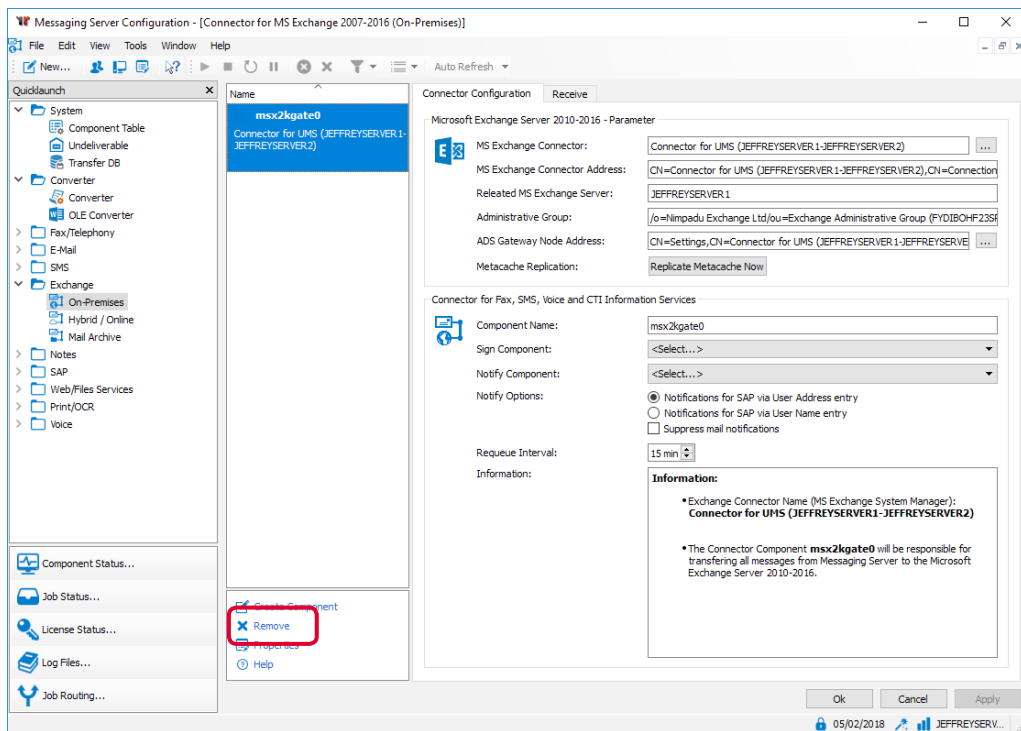 Messaging Server Configuration - [Connector for MS Exchange 2007-2016 (On-Premises)]
File Edit View Tools Window Help
New... Auto Refresh
Quicklaunch
System
Component Table
Undeliverable
Transfer DB
Converter
Converter
OLE Converter
Fax/Telephony
E-Mail
SMS
Exchange
On-Premises
Hybrid / Online
Mail Archive
Notes
SAP
Web/Files Services
Print/OCR
Voice
Component Status...
Job Status...
License Status...
Log Files...
Job Routing...
Name
msx2kgate0
Connector for UMS (JEFFREYSERVER1-
JEFFREYSERVER2)
Create Component
Remove
Properties
Help
Connector Configuration Receive
Microsoft Exchange Server 2010-2016 - Parameter
MS Exchange Connector: Connector for UMS (JEFFREYSERVER1-JEFFREYSERVER2) ...
MS Exchange Connector Address: CN=Connector for UMS (JEFFREYSERVER1-JEFFREYSERVER2),CN=Connection
Releated MS Exchange Server: JEFFREYSERVER1
Administrative Group: /o=Nimpadu Exchange Ltd/ou=Exchange Administrative Group (FYDIBOHF23SP
ADS Gateway Node Address: CN=Settings,CN=Connector for UMS (JEFFREYSERVER1-JEFFREYSERVE ...
Metacache Replication: Replicate Metacache Now
Connector for Fax, SMS, Voice and CTI Information Services
Component Name: msx2kgate0
Sign Component: <Select...>
Notify Component: <Select...>
Notify Options: Notifications for SAP via User Address entry
Notifications for SAP via User Name entry
Suppress mail notifications
Requeue Interval: 15 min
Information: Information:
•Exchange Connector Name (MS Exchange System Manager):
Connector for UMS (JEFFREYSERVER1-JEFFREYSERVER2)
•The Connector Component msx2kgate0 will be responsible for
transfering all messages from Messaging Server to the Microsoft
Exchange Server 2010-2016.
Ok Cancel Apply
05/02/2018 JEFFREYSERV...